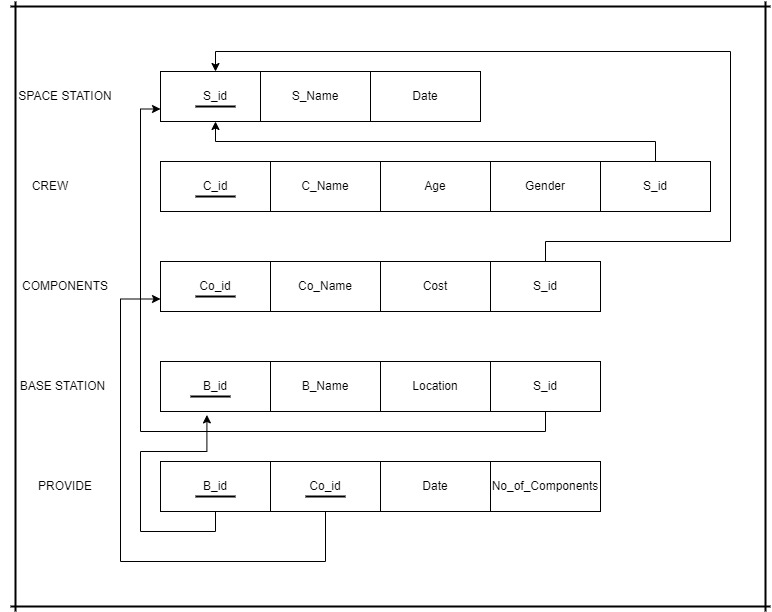 SPACE STATION S_id S_Name Date
CREW C_id C_Name Age Gender S_id
COMPONENTS Co_id Co_Name Cost S_id
BASE STATION B_id B_Name Location S_id
PROVIDE B_id Co_id Date No_of_Components